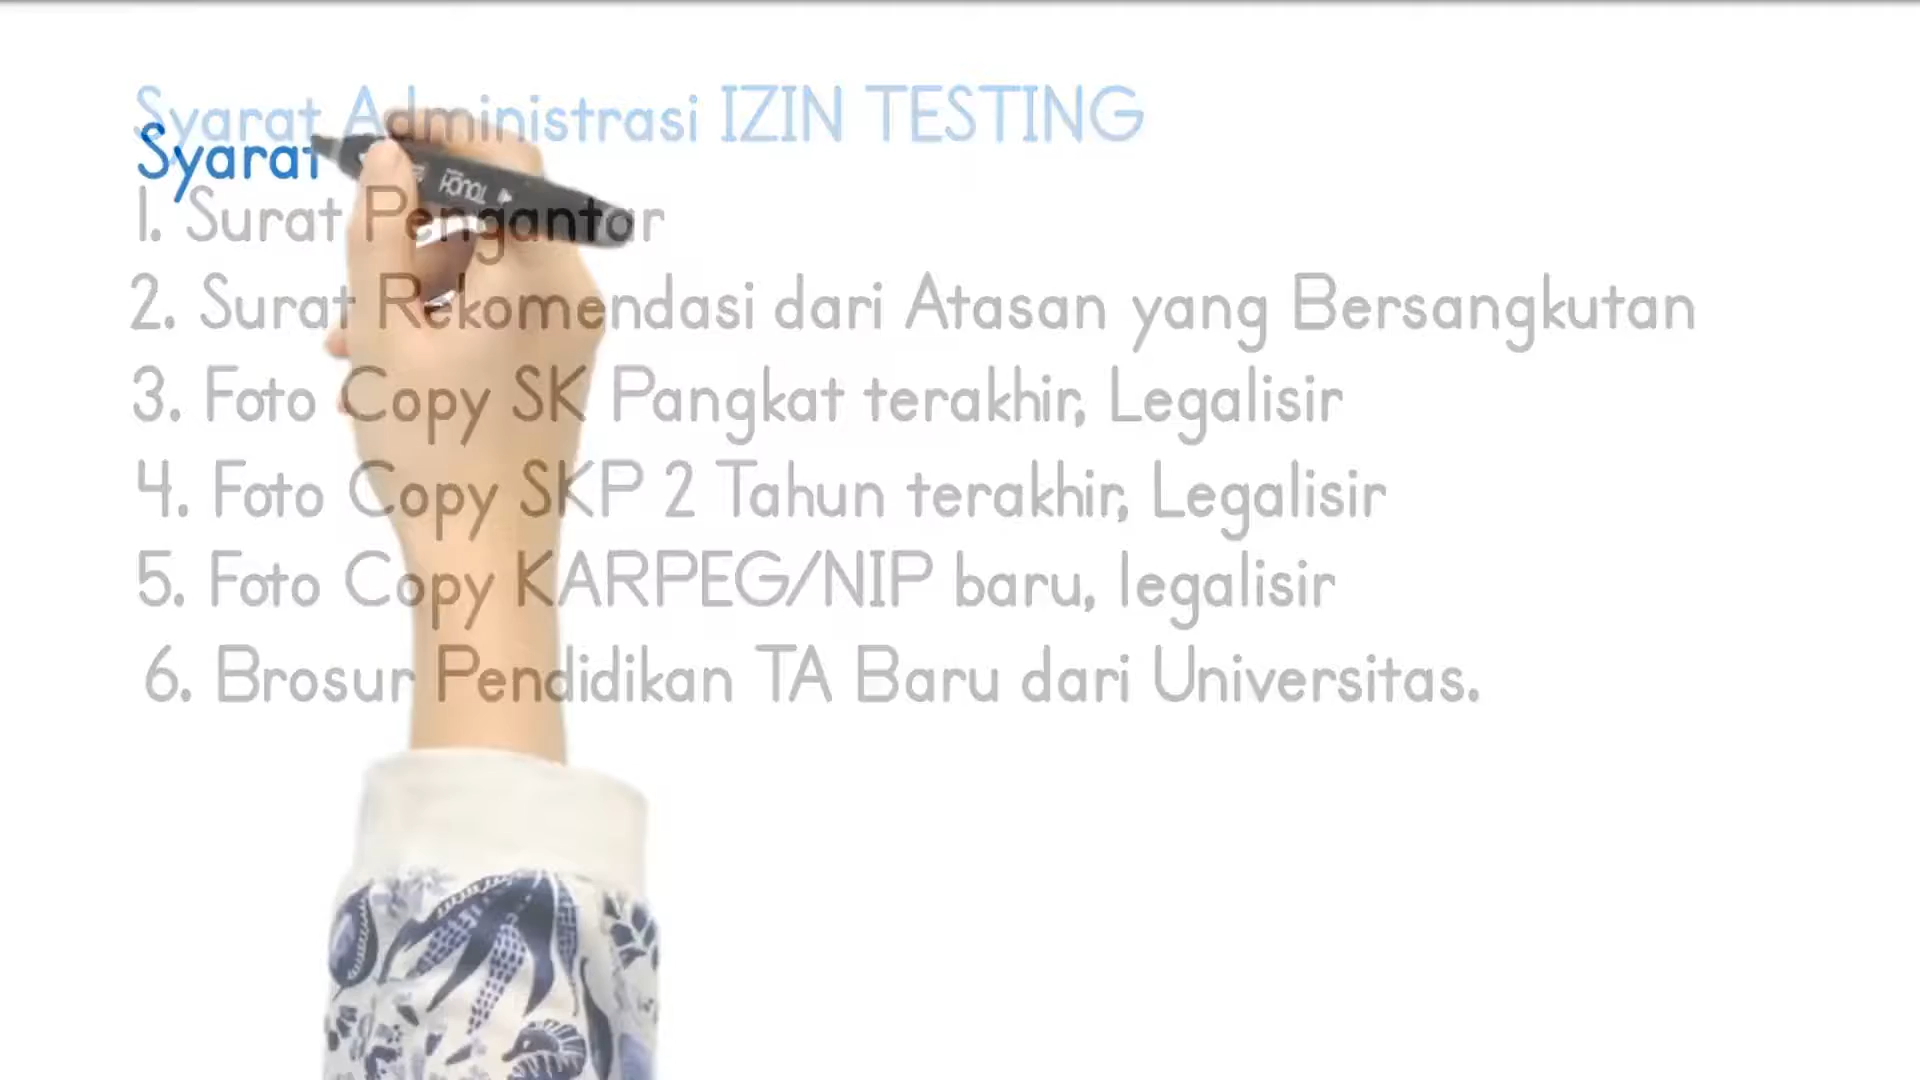 Syarat Administrasi IZIN TESTING
Syarat
1. Surat Pengantar
2. Surat Rekomendasi dari Atasan yang Bersangkutan
3. Foto Copy SK Pangkat terakhir, Legalisir
4. Foto Copy SKP 2 Tahun terakhir, Legalisir
5. Foto Copy KARPEG/NIP baru, legalisir
6. Brosur Pendidikan TA Baru dari Universitas.
TOUCH